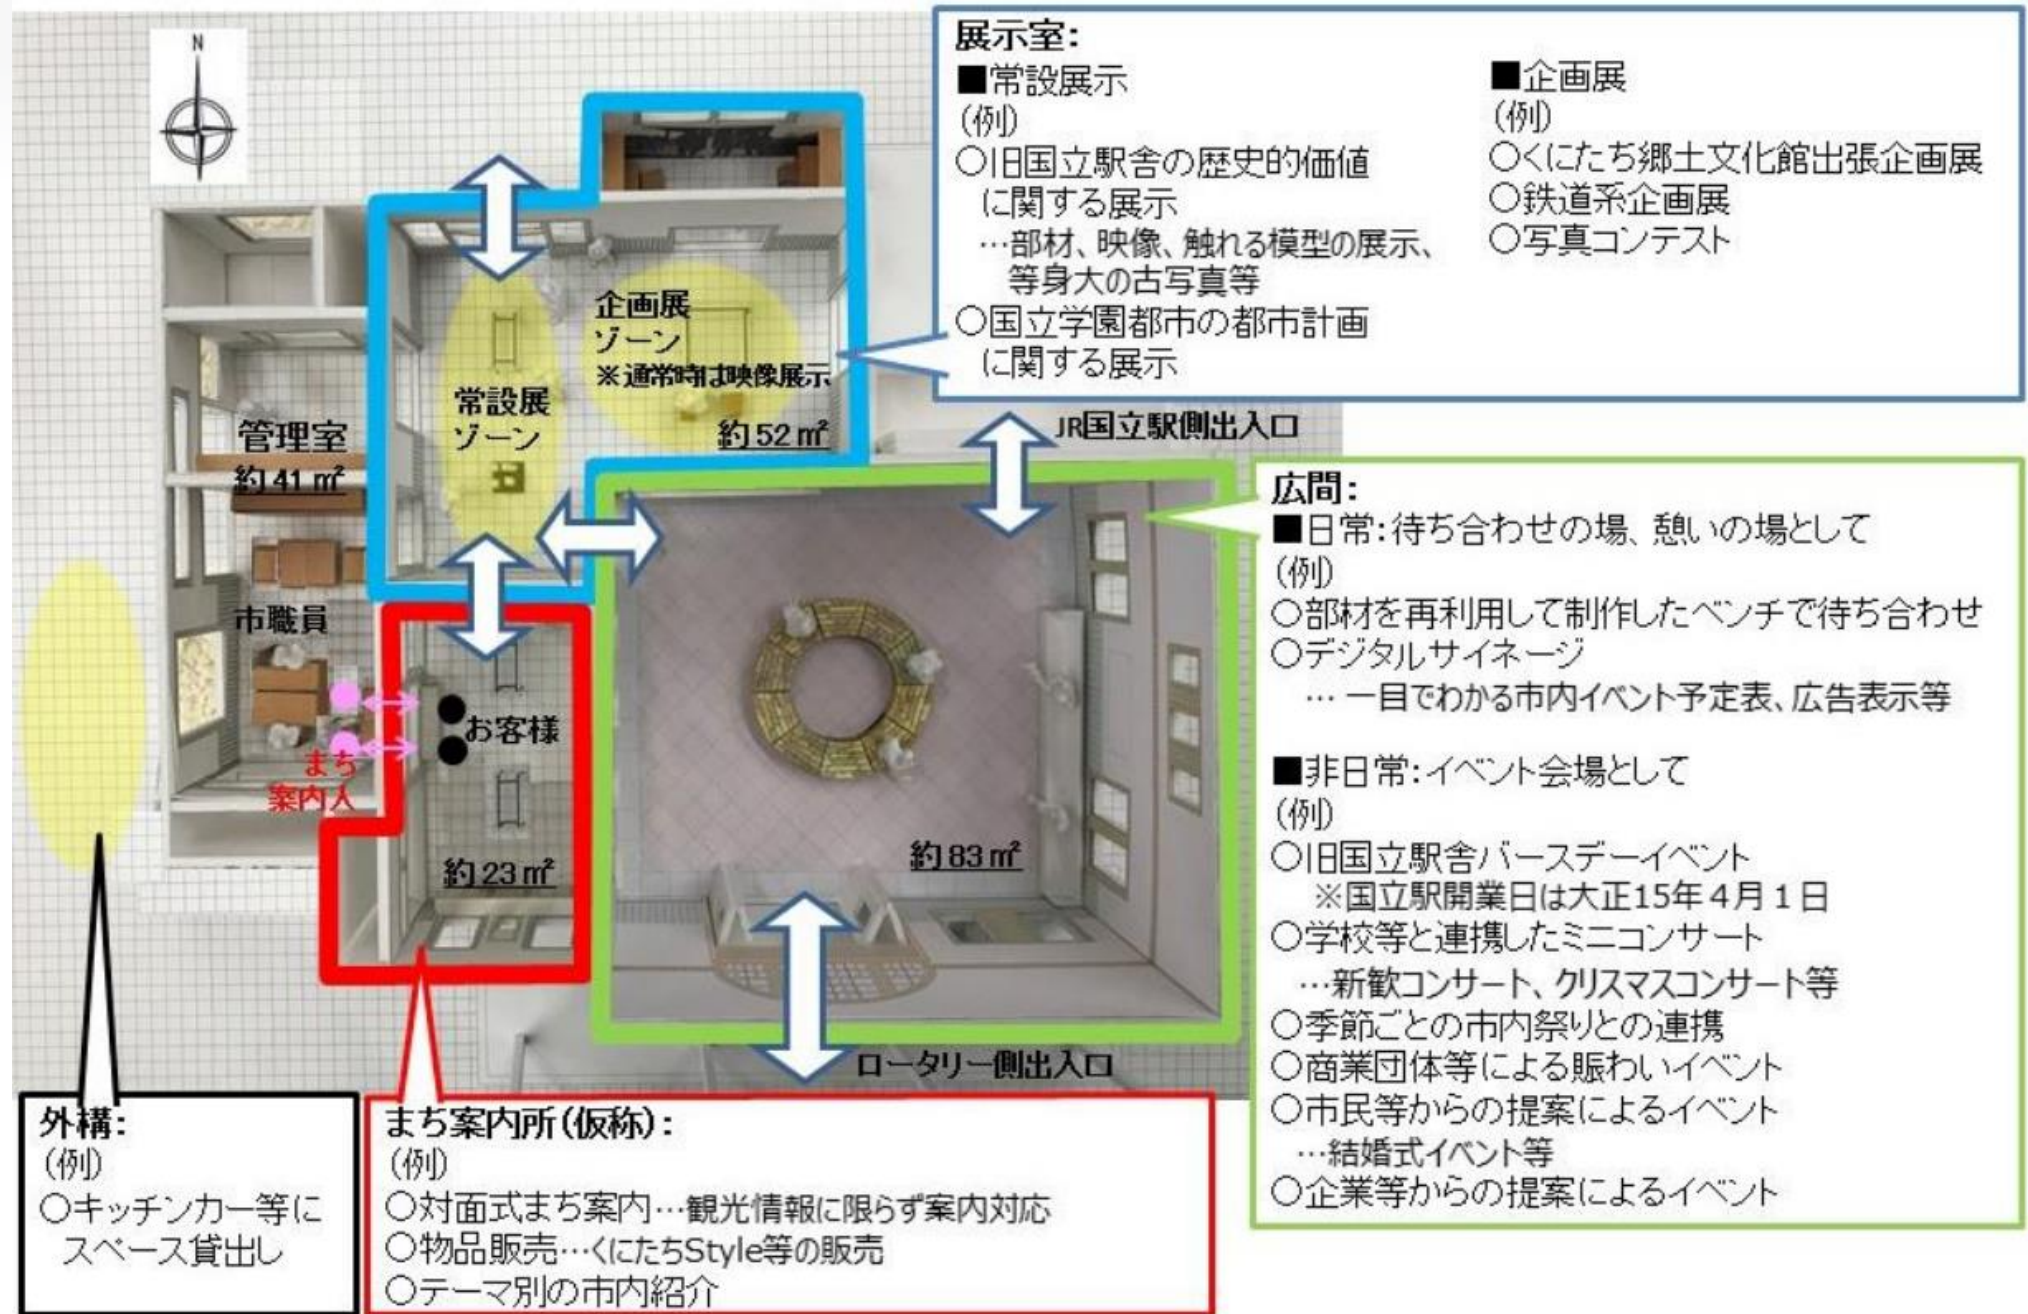 N
展示室:
■常設展示
(例)
○旧国立駅舎の歴史的価値
に関する展示
…部材、映像、触れる模型の展示、
等身大の古写真等
○国立学園都市の都市計画
に関する展示
■企画展
(例)
○くにたち郷土文化館出張企画展
○鉄道系企画展
○写真コンテスト
企画展
ゾーン
※通常時は映像展示
約52㎡
常設展
ゾーン
管理室
約41㎡
市職員
まち
案内人
お客様
約23㎡
JR国立駅側出入口
約83㎡
ロータリー側出入口
広間:
■日常:待ち合わせの場、憩いの場として
(例)
○部材を再利用して制作したベンチで待ち合わせ
○デジタルサイネージ
… 一目でわかる市内イベント予定表、広告表示等
■非日常:イベント会場として
(例)
○旧国立駅舎バースデーイベント
※国立駅開業日は大正15年4月1日
○学校等と連携したミニコンサート
…新歓コンサート、クリスマスコンサート等
○季節ごとの市内祭りとの連携
○商業団体等による賑わいイベント
○市民等からの提案によるイベント
…結婚式イベント等
○企業等からの提案によるイベント
外構:
(例)
○キッチンカー等に
スペース貸出し
まち案内所(仮称):
(例)
○対面式まち案内…観光情報に限らず案内対応
○物品販売…くにたちStyle等の販売
○テーマ別の市内紹介